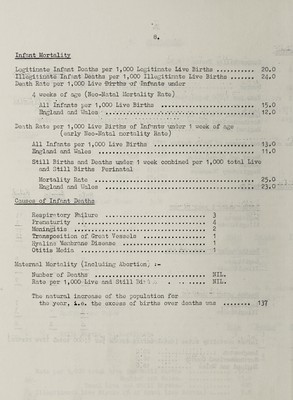 8.
Infant Mortality
Legitimate Infant Deaths per 1,000 Legitimate Live Births ........... 20.0
Illegitimate Infant Deaths per 1,000 Illegitimate Live Births ....... 24.0
Death Rate per 1,000 Live Births of Infants under
4 weeks of age (Neo-Natal Mortality Rate)
All Infants per 1,000 Live Births ........................... 15.0
England and Wales ........................................... 12.0
Death Rate per 1,000 Live Births of Infants under 1 week of age
(early Neo-Natal mortality Rate)
All Infants per 1,000 Live Births ........................... 13.0
England and Wales ........................................... 11.0
Still Births and Deaths under 1 week combined per 1,000 total Live
and Still Births Perinatal
Mortality Rate .............................................. 25.0
England and Wales ........................................... 23.0
Causes of Infant Deaths
Respiratory Failure ........................... 3
Prematurity ................................... 4
Meningitis .................................... 2
Transposition of Great Vessels ................ 1
Hyaline Membrane Disease ...................... 1
Otitis Media .................................. 1
Maternal Mortality (Including Abortion) :-
Number of Deaths .................................. NIL.
Rate per 1,000 Live and Still Births ....... NIL.
The natural increase of the population for
the year, i.e. the excess of births over deaths was ........ 137